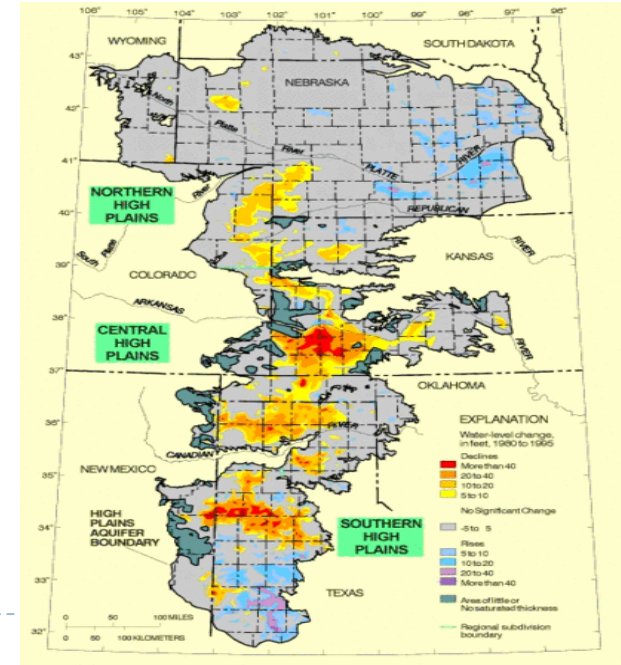 106° 105° 104° 103° 102° 101° 100° 99° 98° 97° 96°
WYOMING
SOUTH DAKOTA
43°
NEBRASKA
42°
North
Platte
River
PLATTE
RIVER
41°
NORTHERN
HIGH
PLAINS
River
REPUBLICAN
40°
South
Platte
RIVER
39°
KANSAS
COLORADO
ARKANSAS
38°
CENTRAL
HIGH
PLAINS
RIVER
37°
OKLAHOMA
36°
RIVER
CANADIAN
35°
NEW MEXICO
HIGH
PLAINS
AQUIFER
BOUNDARY
34°
SOUTHERN
HIGH
PLAINS
33°
TEXAS
32°
EXPLANATION
Water-level change,
in feet, 1980 to 1995
Declines
More than 40
20 to 40
10 to 20
5 to 10
No Significant Change
-5 to 5
Rises
5 to 10
10 to 20
20 to 40
More than 40
Area of little or
No saturated thickness
Regional subdivision
boundary
0 50 100 MILES
0 50 100 KILOMETERS